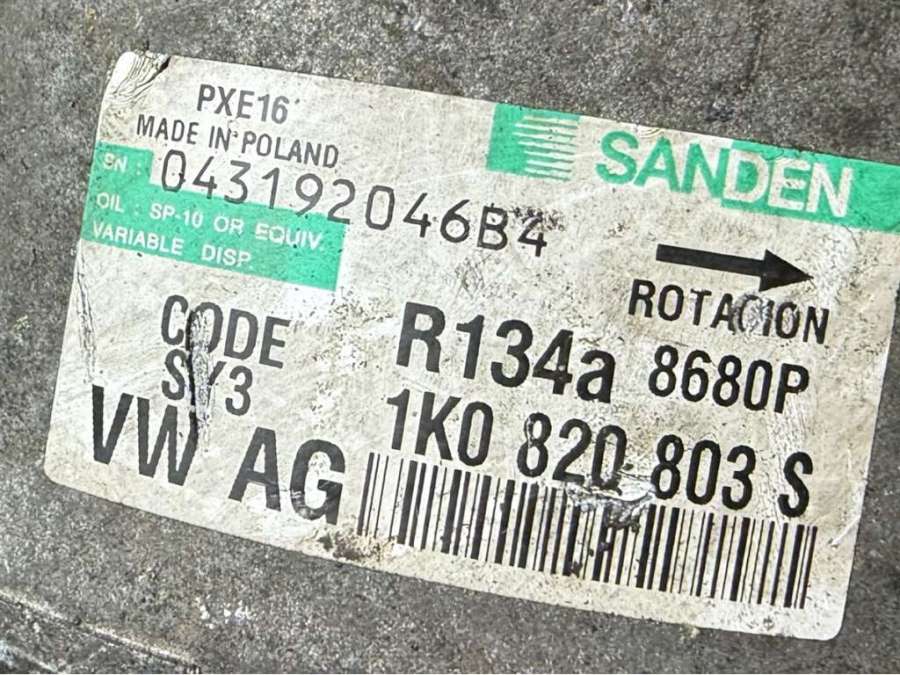 PXE16
MADE IN POLAND
SANDEN
SN : 043192046B4
OIL : SP-10 OR EQUIV.
VARIABLE DISP.
ROTACION
CODE
SY3
R134a 8680P
VW AG
1K0 820 803 S